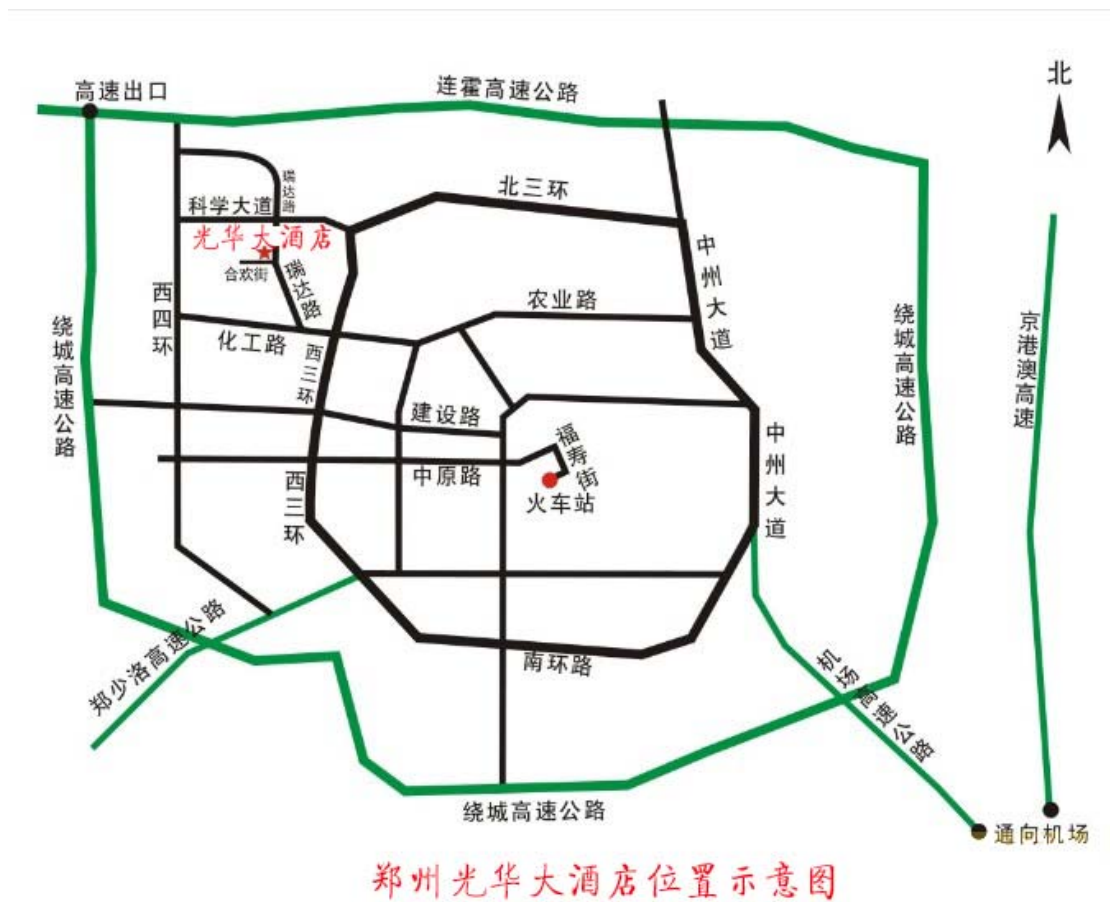 高速出口
连霍高速公路
北
瑞达路
北三环
科学大道
光华大酒店
合欢街
瑞达路
中州大道
西四环
农业路
绕城高速公路
化工路
西三环
绕城高速公路
京港澳高速
建设路
福寿街
中州大道
中原路
西三环
火车站
郑少洛高速公路
南环路
机场高速公路
绕城高速公路
通向机场
郑州光华大酒店位置示意图